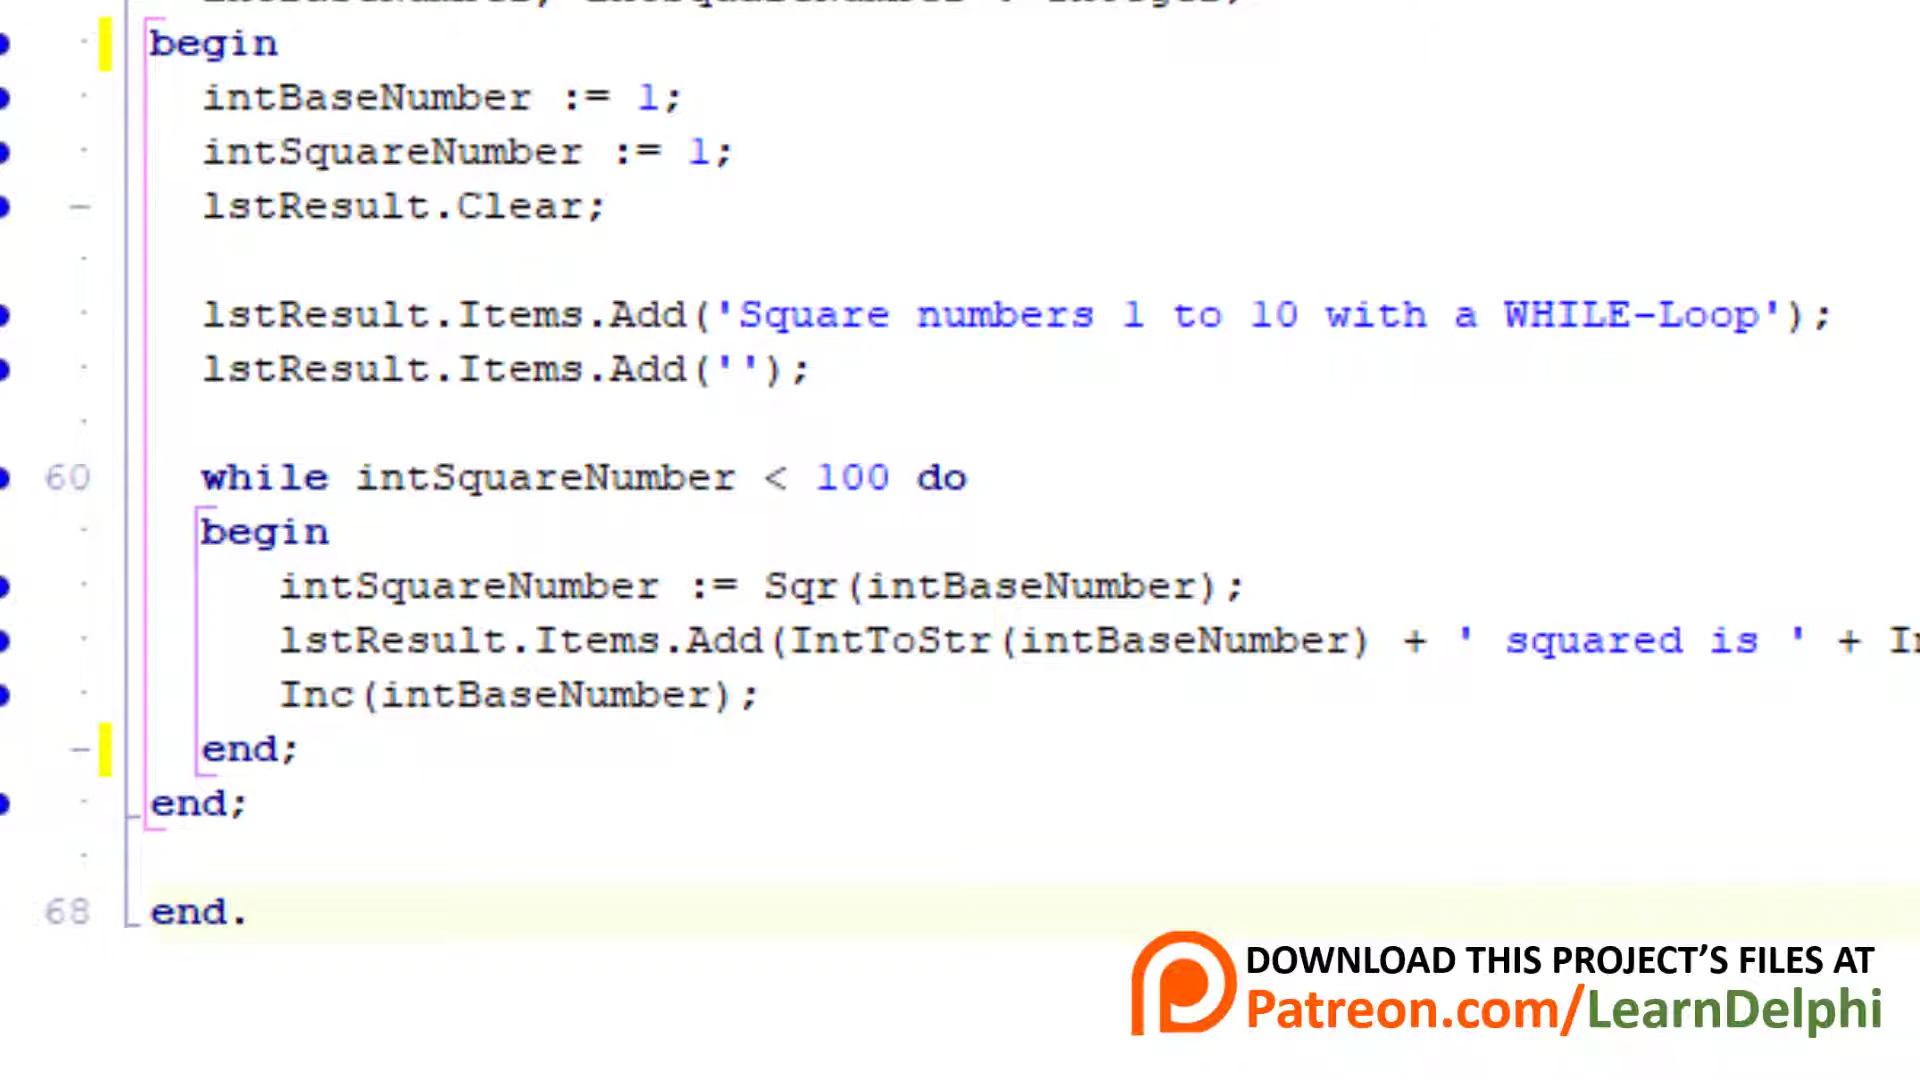 begin
intBaseNumber := 1;
intSquareNumber := 1;
lstResult.Clear;
lstResult.Items.Add('Square numbers 1 to 10 with a WHILE-Loop');
lstResult.Items.Add('');
60 while intSquareNumber < 100 do
begin
intSquareNumber := Sqr(intBaseNumber);
lstResult.Items.Add(IntToStr(intBaseNumber) + ' squared is ' + In
Inc(intBaseNumber);
end;
end;
68 end.
DOWNLOAD THIS PROJECT'S FILES AT
Patreon.com/LearnDelphi